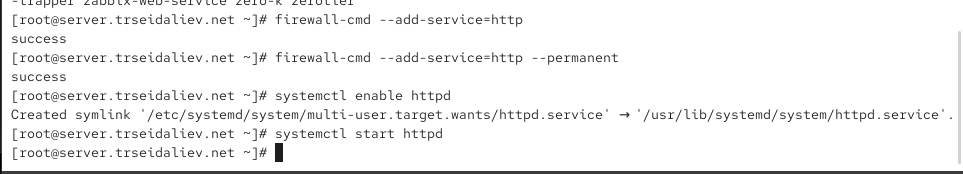 -trapper zabbix-web-service zero-k zerotier
[root@server.trseidaliev.net ~]# firewall-cmd --add-service=http
success
[root@server.trseidaliev.net ~]# firewall-cmd --add-service=http --permanent
success
[root@server.trseidaliev.net ~]# systemctl enable httpd
Created symlink '/etc/systemd/system/multi-user.target.wants/httpd.service' → '/usr/lib/systemd/system/httpd.service'.
[root@server.trseidaliev.net ~]# systemctl start httpd
[root@server.trseidaliev.net ~]#